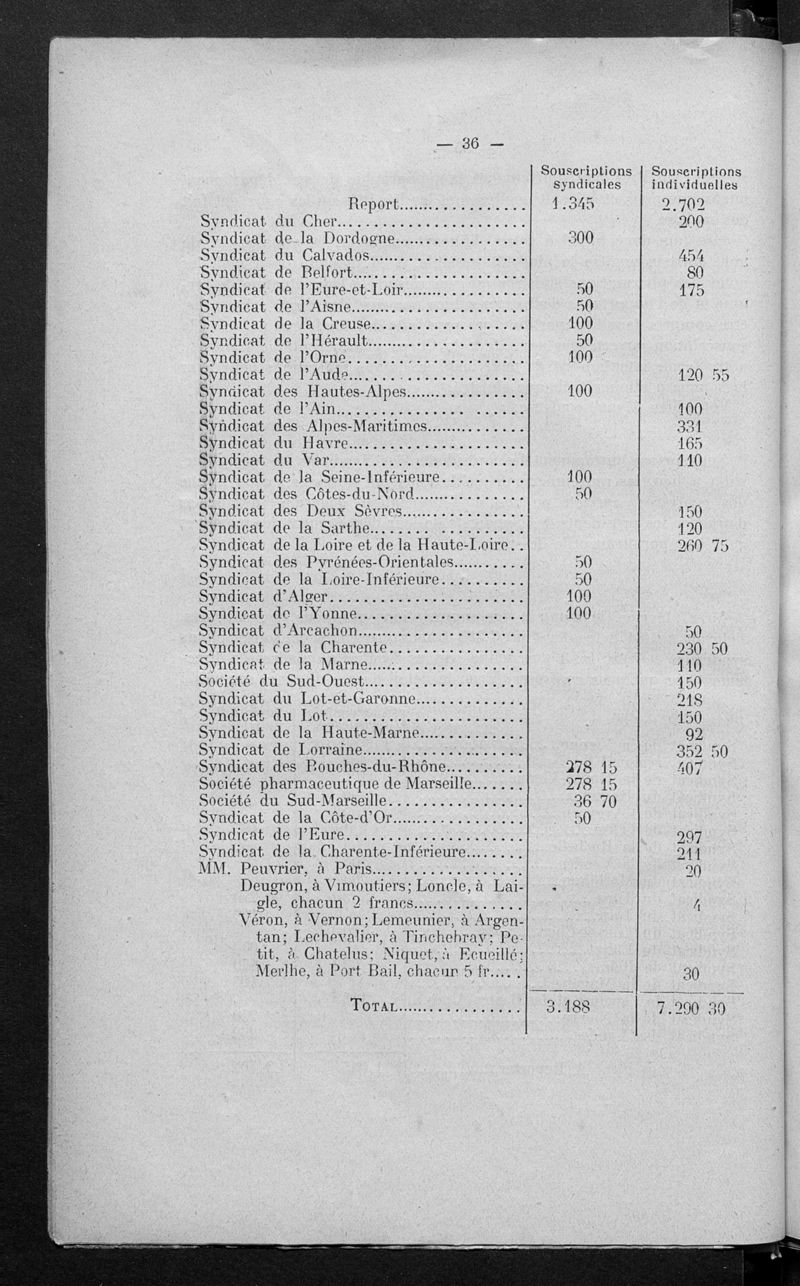 — 36 —
Souscriptions syndicales Souscriptions individuelles
Report.................. 1.345 2.702
Syndicat du Cher........................ 200
Syndicat de la Dordogne.................. 300
Syndicat du Calvados...................... 454
Syndicat de Belfort....................... 80
Syndicat de l'Eure-et-Loir................ 50 175
Syndicat de l'Aisne....................... 50
Syndicat de la Creuse..................... 100
Syndicat de l'Hérault..................... 50
Syndicat de l'Orne........................ 100
Syndicat de l'Aude........................ 120 55
Syndicat des Hautes-Alpes................. 100
Syndicat de l'Ain......................... 100
Syndicat des Alpes-Maritimes.............. 331
Syndicat du Havre......................... 165
Syndicat du Var........................... 110
Syndicat de la Seine-Inférieure.......... 100
Syndicat des Côtes-du-Nord............... 50
Syndicat des Deux Sèvres................. 150
Syndicat de la Sarthe.................... 120
Syndicat de la Loire et de la Haute-Loire.. 260 75
Syndicat des Pyrénées-Orientales........... 50
Syndicat de la Loire-Inférieure.......... 50
Syndicat d'Alger......................... 100
Syndicat de l'Yonne...................... 100
Syndicat d'Arcachon...................... 50
Syndicat de la Charente.................. 230 50
Syndicat de la Marne..................... 110
Société du Sud-Ouest..................... 150
Syndicat du Lot-et-Garonne............... 218
Syndicat du Lot.......................... 150
Syndicat de la Haute-Marne............... 92
Syndicat de Lorraine..................... 352 50
Syndicat des Bouches-du-Rhône.......... 278 15 407
Société pharmaceutique de Marseille....... 278 15
Société du Sud-Marseille................ 36 70
Syndicat de la Côte-d'Or................. 50
Syndicat de l'Eure....................... 297
Syndicat de la Charente-Inférieure........ 211
MM. Peuvrier, à Paris.................... 20
Deugron, à Vimoutiers; Loncle, à Lai-
gle, chacun 2 francs............... 4
Véron, à Vernon; Lemeunier, à Argen-
tan; Lechevalier, à Tinchebray; Pe-
tit, à Chatelus; Niquet, à Ecueillé;
Merlhe, à Port Bail, chacun 5 fr..... 30
TOTAL................. 3.188 7.290 30